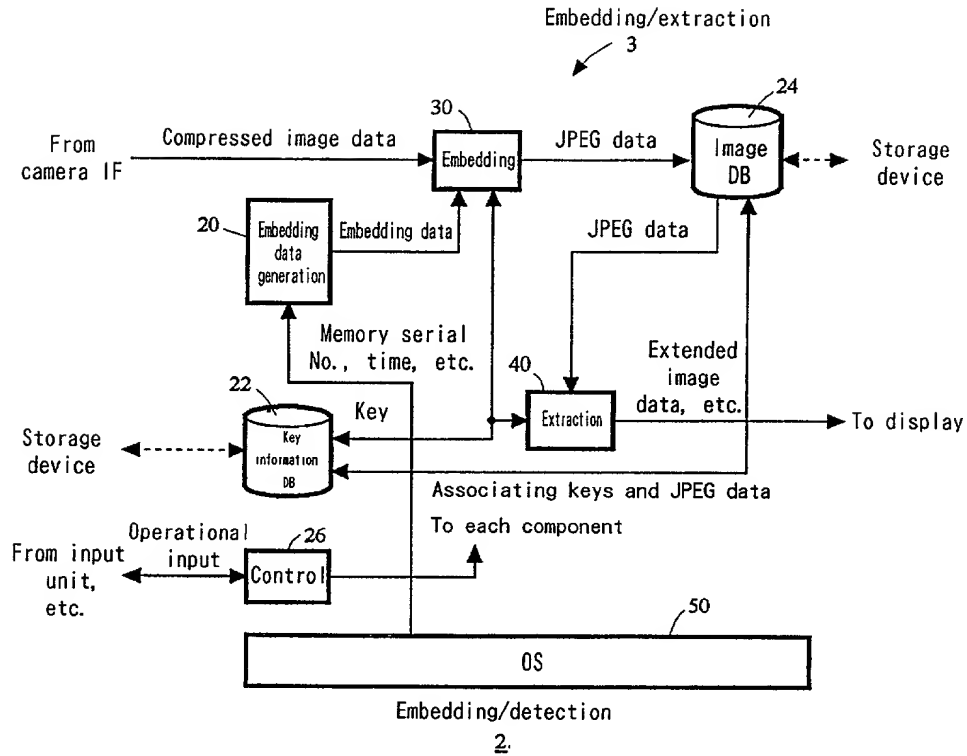 Embedding/extraction
3
24
30
From
camera IF
Compressed image data
Embedding
JPEG data
Image
DB
Storage
device
20
Embedding
data
generation
Embedding data
JPEG data
Memory serial
No., time, etc.
40
Extended
image
data, etc.
22
Key
Extraction
To display
Storage
device
Key
information
DB
Associating keys and JPEG data
To each component
Operational
input
26
From input
unit,
etc.
Control
50
OS
Embedding/detection
2.